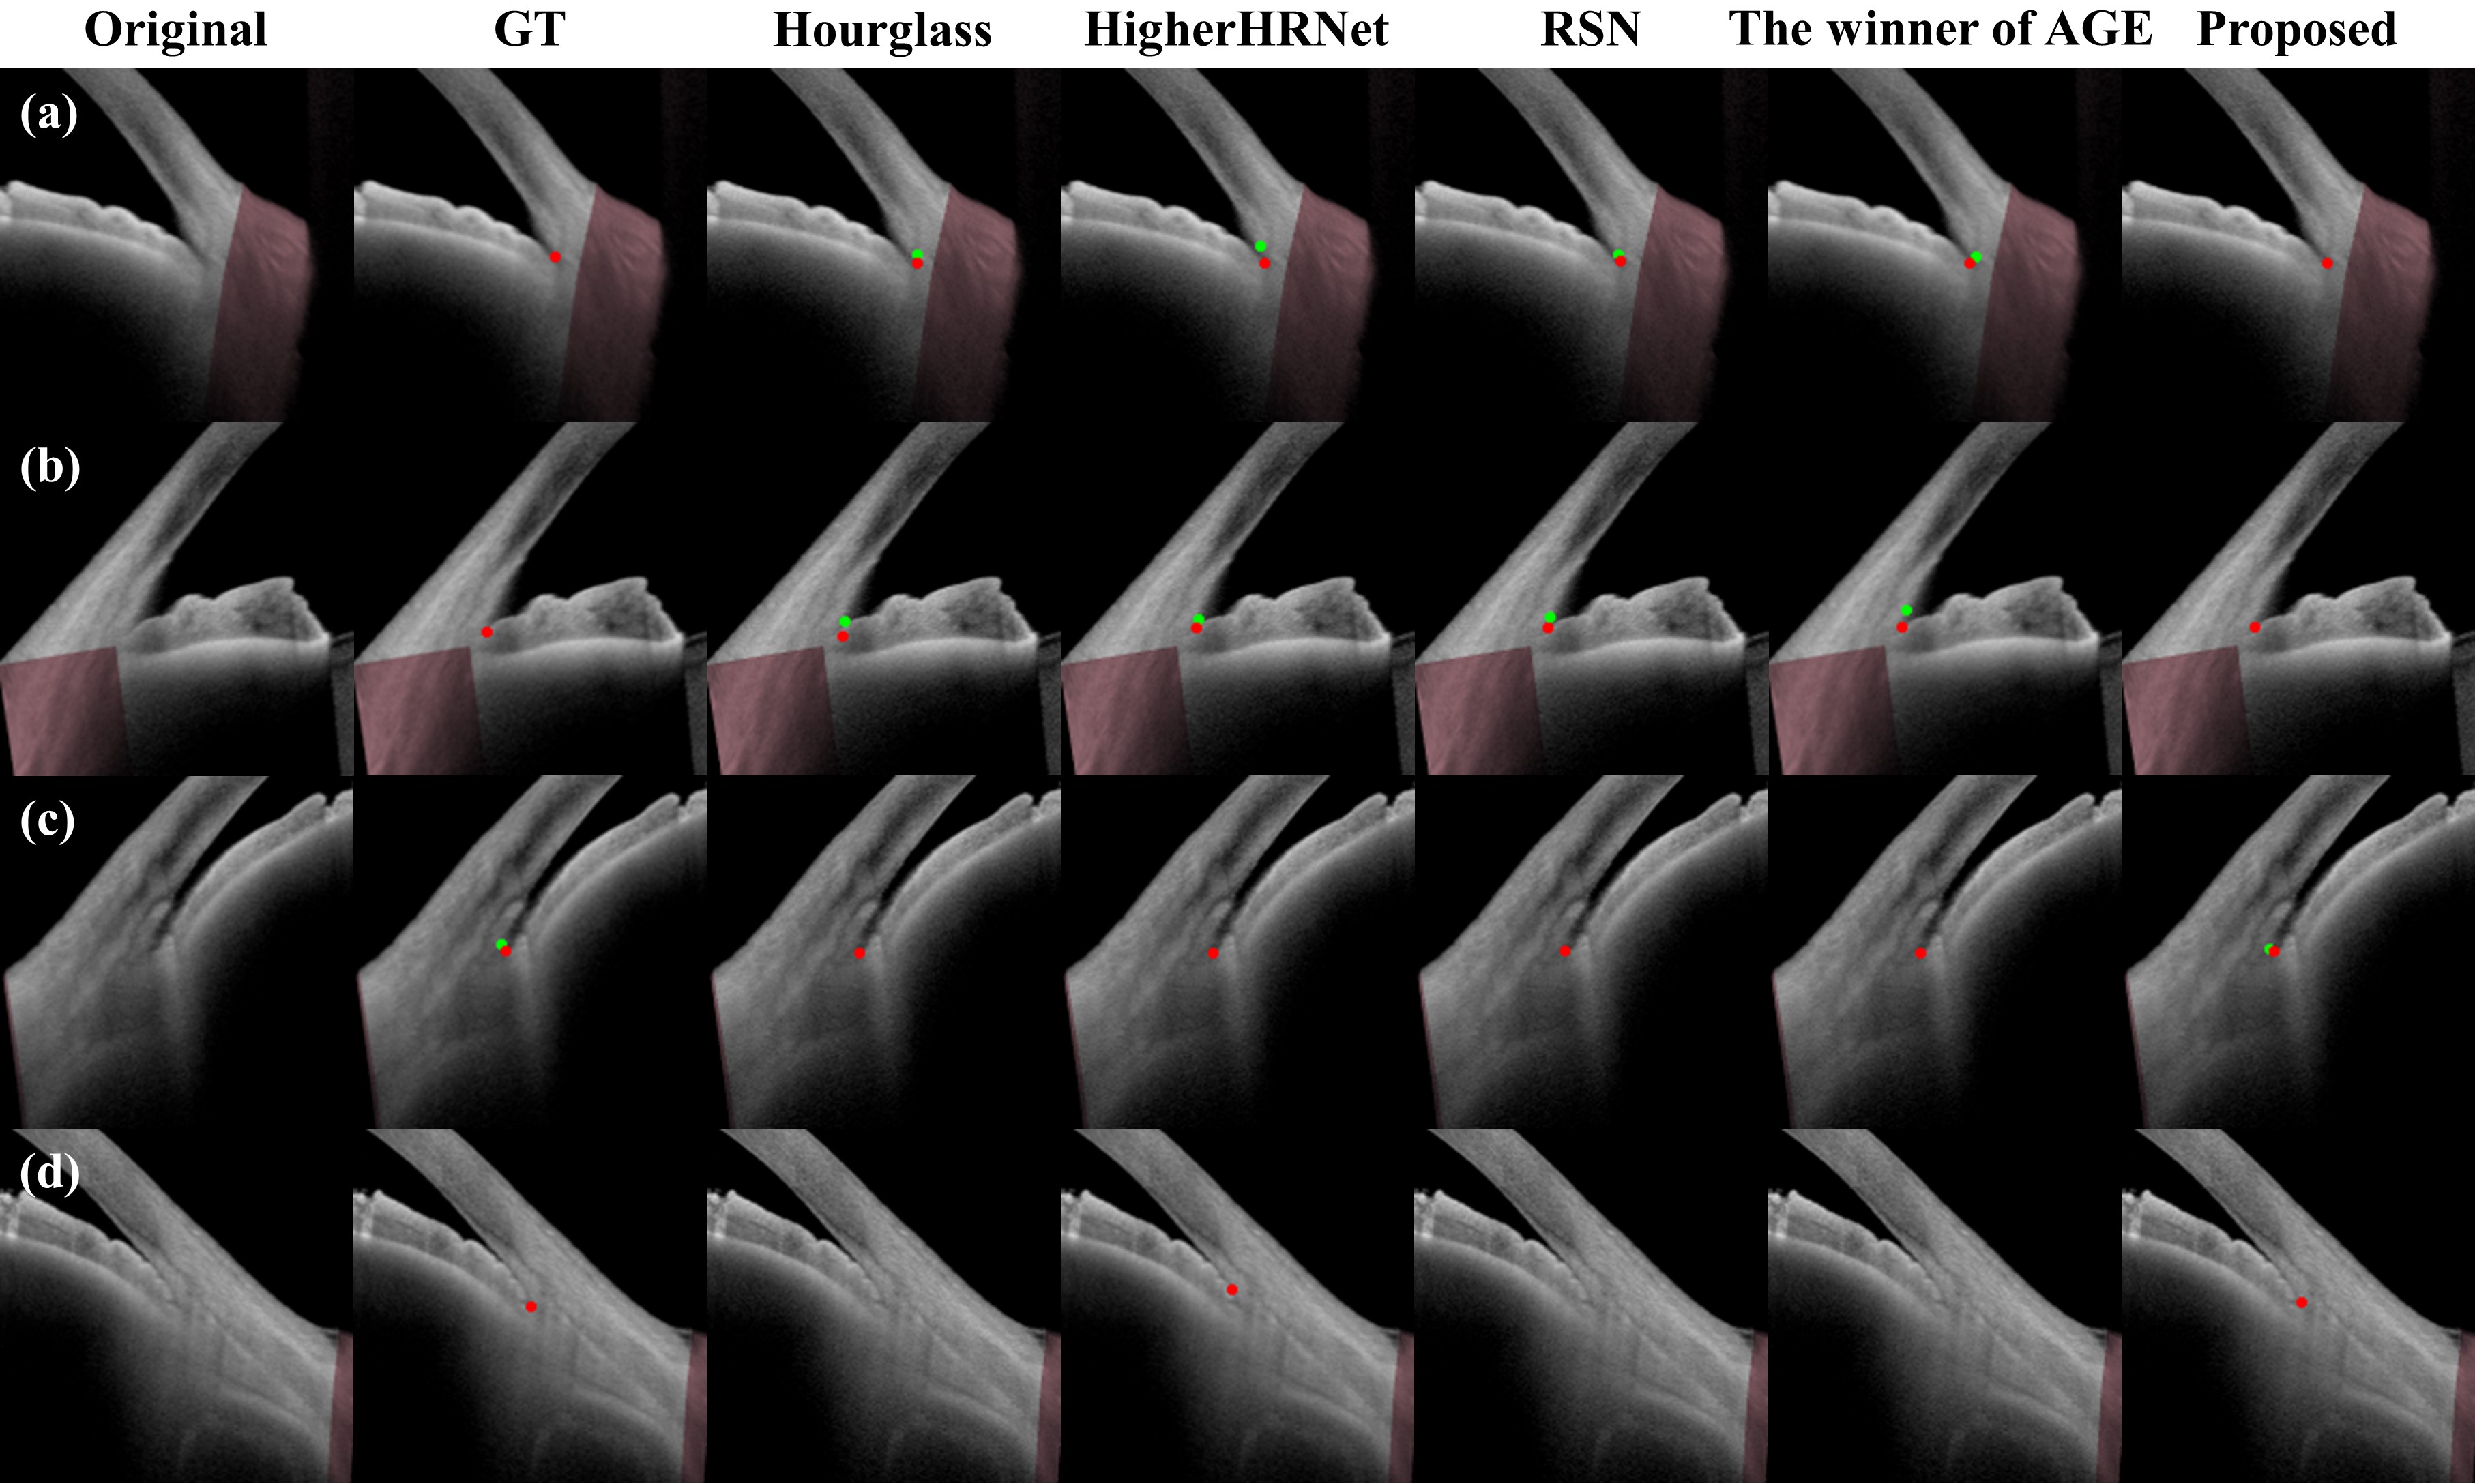 Original GT Hourglass HigherHRNet RSN The winner of AGE Proposed
(a)
(b)
(c)
(d)